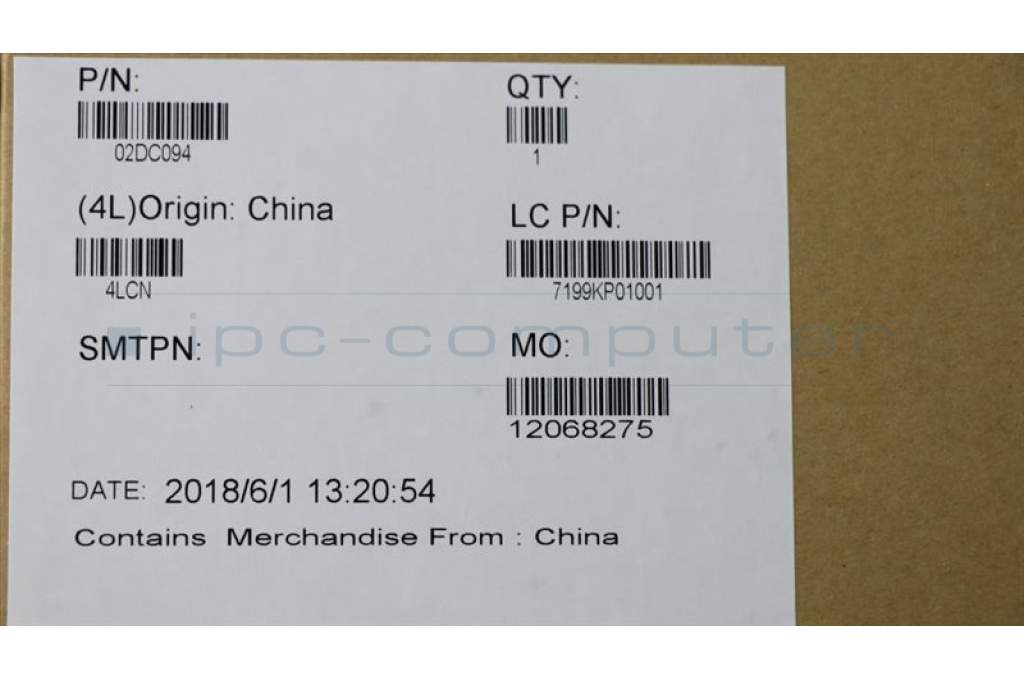 P/N:
02DC094
QTY:
1
(4L)Origin: China
4LCN
LC P/N:
7199KP01001
ipc-computer
SMTPN:
MO:
12068275
DATE: 2018/6/1 13:20:54
Contains Merchandise From : China